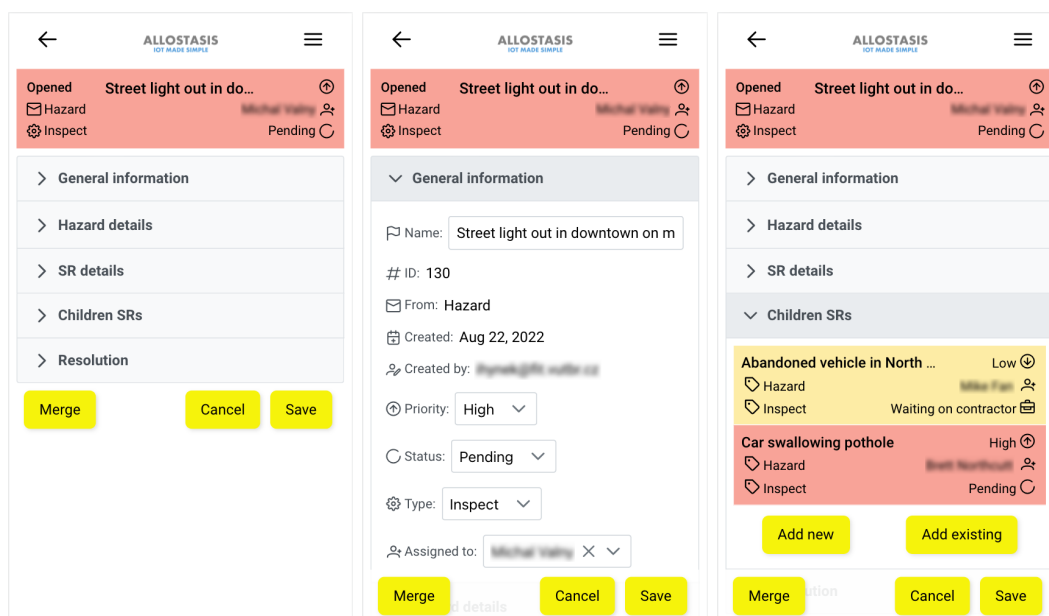 ALLOSTASIS
IOT MADE SIMPLE
Opened Street light out in do...
Hazard
Inspect Pending
General information
Hazard details
SR details
Children SRs
Resolution
Merge Cancel Save
ALLOSTASIS
IOT MADE SIMPLE
Opened Street light out in do...
Hazard
Inspect Pending
General information
Name: Street light out in downtown on m
ID: 130
From: Hazard
Created: Aug 22, 2022
Created by:
Priority: High
Status: Pending
Type: Inspect
Assigned to:
Merge Cancel Save
details
ALLOSTASIS
IOT MADE SIMPLE
Opened Street light out in do...
Hazard
Inspect Pending
General information
Hazard details
SR details
Children SRs
Abandoned vehicle in North ... Low
Hazard
Inspect Waiting on contractor
Car swallowing pothole High
Hazard
Inspect Pending
Add new Add existing
Merge Cancel Save